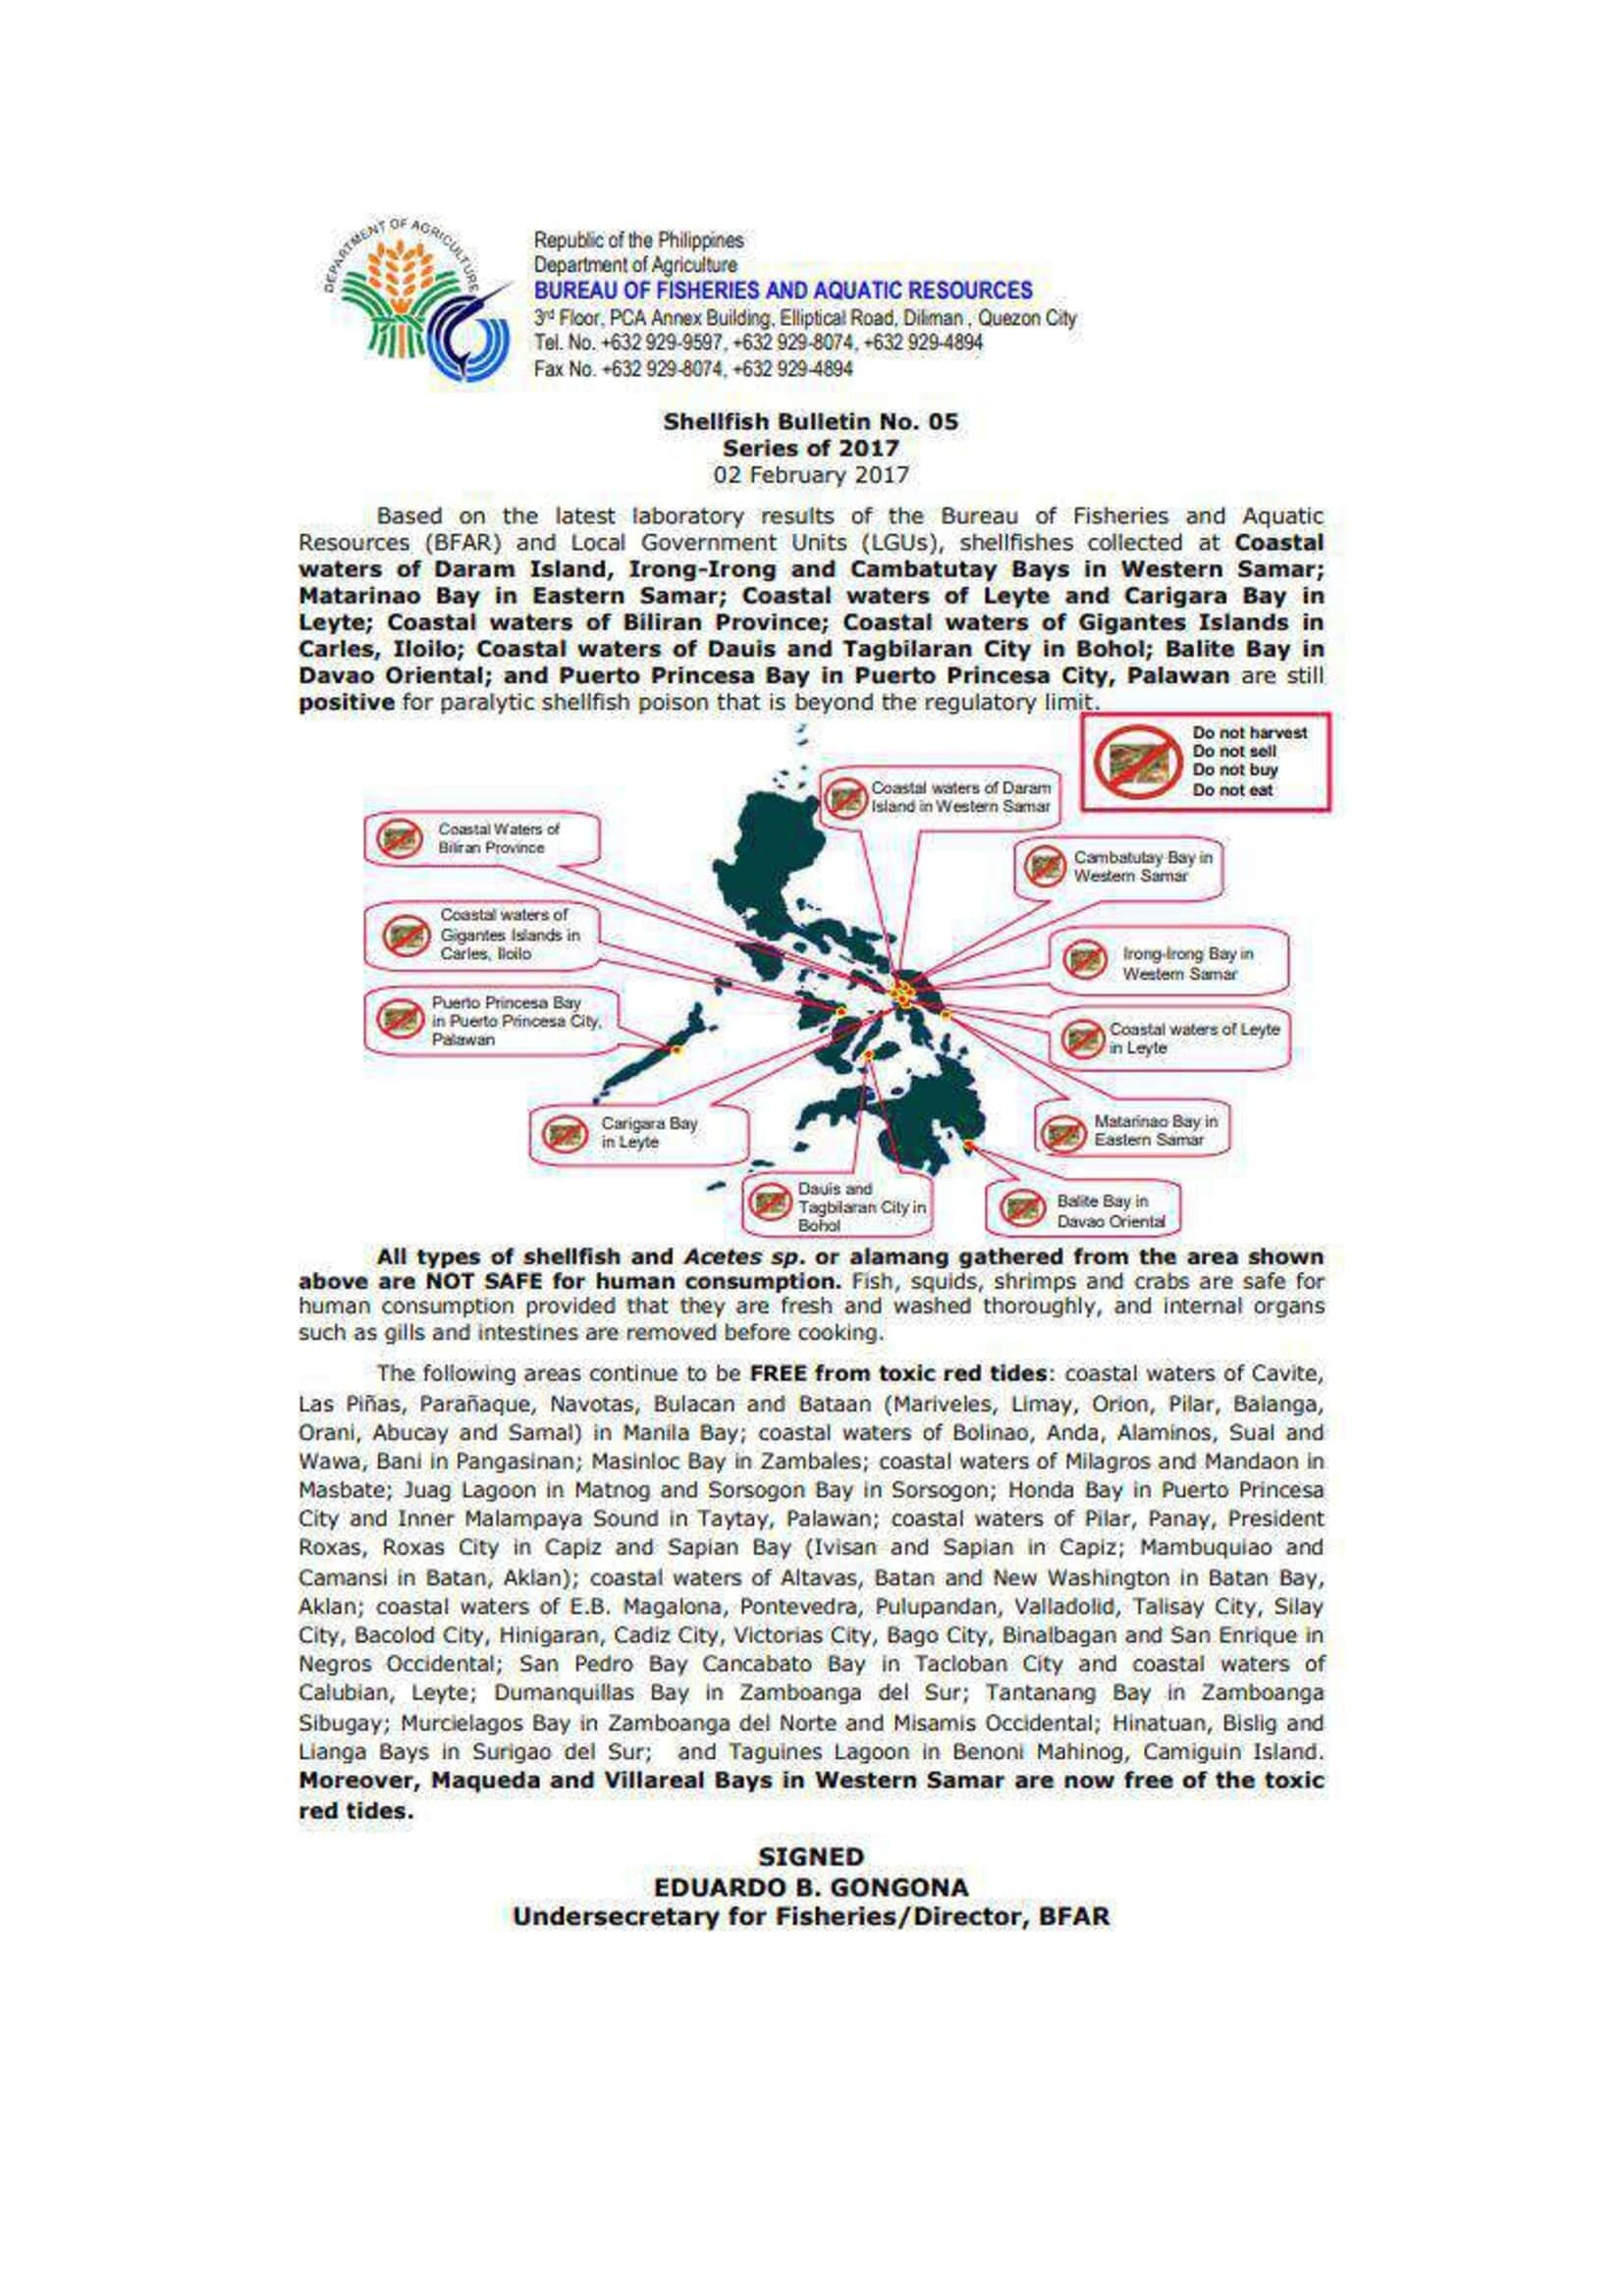 DEPARTMENT OF AGRICULTURE
Republic of the Philippines
Department of Agriculture
BUREAU OF FISHERIES AND AQUATIC RESOURCES
3rd Floor, PCA Annex Building, Elliptical Road, Diliman , Quezon City
Tel. No. +632 929-9597, +632 929-8074, +632 929-4894
Fax No. +632 929-8074, +632 929-4894
Shellfish Bulletin No. 05
Series of 2017
02 February 2017
Based on the latest laboratory results of the Bureau of Fisheries and Aquatic
Resources (BFAR) and Local Government Units (LGUs), shellfishes collected at Coastal
waters of Daram Island, Irong-Irong and Cambatutay Bays in Western Samar;
Matarinao Bay in Eastern Samar; Coastal waters of Leyte and Carigara Bay in
Leyte; Coastal waters of Biliran Province; Coastal waters of Gigantes Islands in
Carles, Iloilo; Coastal waters of Dauis and Tagbilaran City in Bohol; Balite Bay in
Davao Oriental; and Puerto Princesa Bay in Puerto Princesa City, Palawan are still
positive for paralytic shellfish poison that is beyond the regulatory limit.
Do not harvest
Do not sell
Do not buy
Do not eat
Coastal waters of Daram
Island in Western Samar
Coastal Waters of
Biliran Province
Cambatutay Bay in
Western Samar
Coastal waters of
Gigantes Islands in
Carles, Iloilo
Irong-Irong Bay in
Western Samar
Puerto Princesa Bay
in Puerto Princesa City,
Palawan
Coastal waters of Leyte
in Leyte
Carigara Bay
in Leyte
Matarinao Bay in
Eastern Samar
Dauis and
Tagbilaran City in
Bohol
Balite Bay in
Davao Oriental
All types of shellfish and Acetes sp. or alamang gathered from the area shown
above are NOT SAFE for human consumption. Fish, squids, shrimps and crabs are safe for
human consumption provided that they are fresh and washed thoroughly, and internal organs
such as gills and intestines are removed before cooking.
The following areas continue to be FREE from toxic red tides: coastal waters of Cavite,
Las Piñas, Parañaque, Navotas, Bulacan and Bataan (Mariveles, Limay, Orion, Pilar, Balanga,
Orani, Abucay and Samal) in Manila Bay; coastal waters of Bolinao, Anda, Alaminos, Sual and
Wawa, Bani in Pangasinan; Masinloc Bay in Zambales; coastal waters of Milagros and Mandaon in
Masbate; Juag Lagoon in Matnog and Sorsogon Bay in Sorsogon; Honda Bay in Puerto Princesa
City and Inner Malampaya Sound in Taytay, Palawan; coastal waters of Pilar, Panay, President
Roxas, Roxas City in Capiz and Sapian Bay (Ivisan and Sapian in Capiz; Mambuquiao and
Camansi in Batan, Aklan); coastal waters of Altavas, Batan and New Washington in Batan Bay,
Aklan; coastal waters of E.B. Magalona, Pontevedra, Pulupandan, Valladolid, Talisay City, Silay
City, Bacolod City, Hinigaran, Cadiz City, Victorias City, Bago City, Binalbagan and San Enrique in
Negros Occidental; San Pedro Bay Cancabato Bay in Tacloban City and coastal waters of
Calubian, Leyte; Dumanquillas Bay in Zamboanga del Sur; Tantanang Bay in Zamboanga
Sibugay; Murcielagos Bay in Zamboanga del Norte and Misamis Occidental; Hinatuan, Bislig and
Lianga Bays in Surigao del Sur; and Taguines Lagoon in Benoni Mahinog, Camiguin Island.
Moreover, Maqueda and Villareal Bays in Western Samar are now free of the toxic
red tides.
SIGNED
EDUARDO B. GONGONA
Undersecretary for Fisheries/Director, BFAR